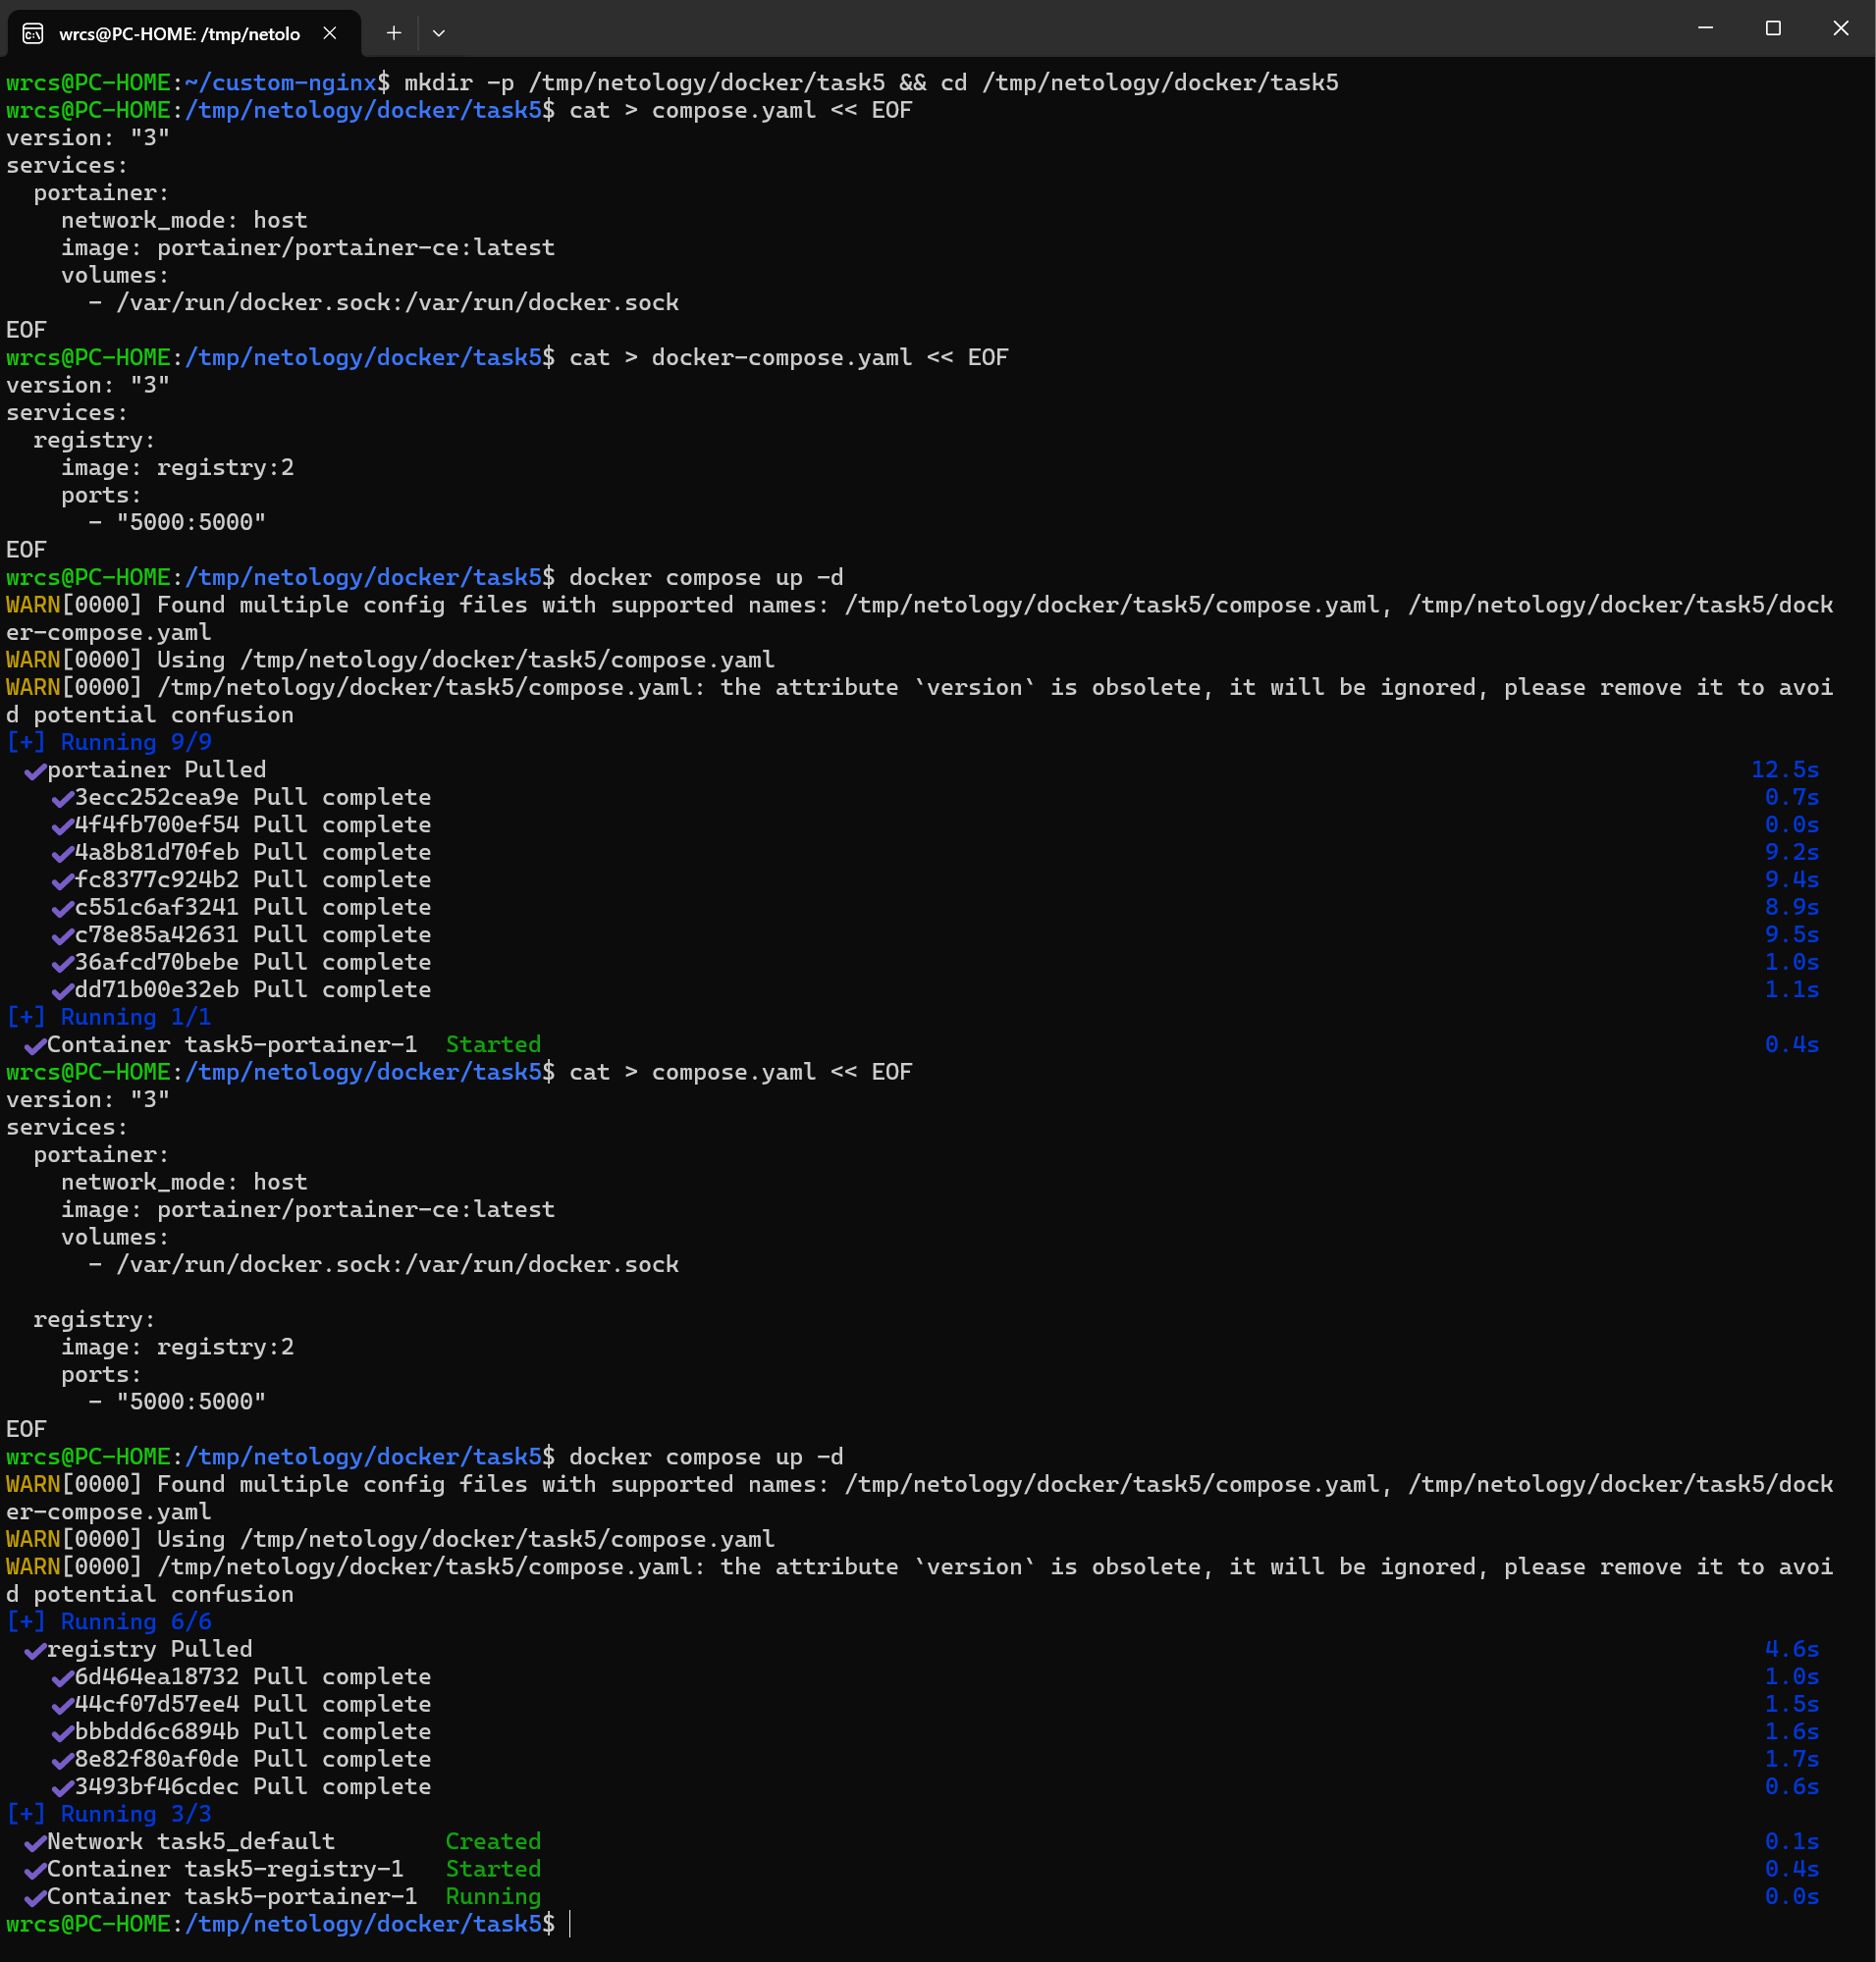 wrcs@PC-HOME: /tmp/netolo
wrcs@PC-HOME:~/custom-nginx$ mkdir -p /tmp/netology/docker/task5 && cd /tmp/netology/docker/task5
wrcs@PC-HOME:/tmp/netology/docker/task5$ cat > compose.yaml << EOF
version: "3"
services:
  portainer:
    network_mode: host
    image: portainer/portainer-ce:latest
    volumes:
      - /var/run/docker.sock:/var/run/docker.sock
EOF
wrcs@PC-HOME:/tmp/netology/docker/task5$ cat > docker-compose.yaml << EOF
version: "3"
services:
  registry:
    image: registry:2
    ports:
      - "5000:5000"
EOF
wrcs@PC-HOME:/tmp/netology/docker/task5$ docker compose up -d
WARN[0000] Found multiple config files with supported names: /tmp/netology/docker/task5/compose.yaml, /tmp/netology/docker/task5/dock
er-compose.yaml
WARN[0000] Using /tmp/netology/docker/task5/compose.yaml
WARN[0000] /tmp/netology/docker/task5/compose.yaml: the attribute `version` is obsolete, it will be ignored, please remove it to avoi
d potential confusion
[+] Running 9/9
 ✔portainer Pulled 12.5s
   ✔3ecc252cea9e Pull complete 0.7s
   ✔4f4fb700ef54 Pull complete 0.0s
   ✔4a8b81d70feb Pull complete 9.2s
   ✔fc8377c924b2 Pull complete 9.4s
   ✔c551c6af3241 Pull complete 8.9s
   ✔c78e85a42631 Pull complete 9.5s
   ✔36afcd70bebe Pull complete 1.0s
   ✔dd71b00e32eb Pull complete 1.1s
[+] Running 1/1
 ✔Container task5-portainer-1  Started 0.4s
wrcs@PC-HOME:/tmp/netology/docker/task5$ cat > compose.yaml << EOF
version: "3"
services:
  portainer:
    network_mode: host
    image: portainer/portainer-ce:latest
    volumes:
      - /var/run/docker.sock:/var/run/docker.sock

  registry:
    image: registry:2
    ports:
      - "5000:5000"
EOF
wrcs@PC-HOME:/tmp/netology/docker/task5$ docker compose up -d
WARN[0000] Found multiple config files with supported names: /tmp/netology/docker/task5/compose.yaml, /tmp/netology/docker/task5/dock
er-compose.yaml
WARN[0000] Using /tmp/netology/docker/task5/compose.yaml
WARN[0000] /tmp/netology/docker/task5/compose.yaml: the attribute `version` is obsolete, it will be ignored, please remove it to avoi
d potential confusion
[+] Running 6/6
 ✔registry Pulled 4.6s
   ✔6d464ea18732 Pull complete 1.0s
   ✔44cf07d57ee4 Pull complete 1.5s
   ✔bbbdd6c6894b Pull complete 1.6s
   ✔8e82f80af0de Pull complete 1.7s
   ✔3493bf46cdec Pull complete 0.6s
[+] Running 3/3
 ✔Network task5_default        Created 0.1s
 ✔Container task5-registry-1   Started 0.4s
 ✔Container task5-portainer-1  Running 0.0s
wrcs@PC-HOME:/tmp/netology/docker/task5$